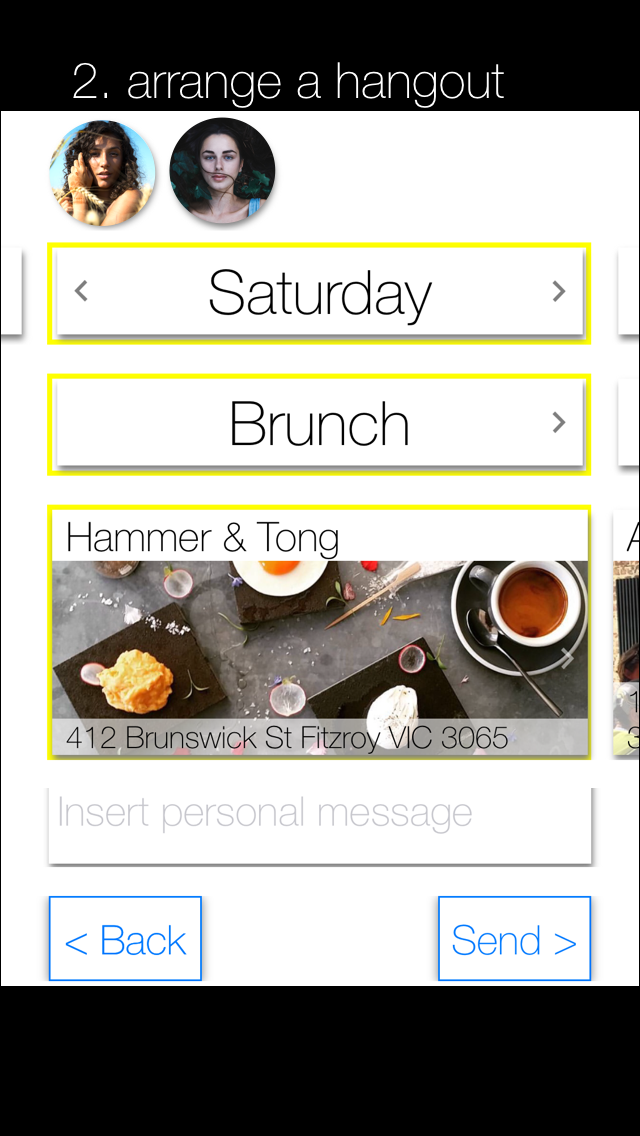 2. arrange a hangout
Saturday
Brunch
Hammer & Tong
412 Brunswick St Fitzroy VIC 3065
Insert personal message
< Back
Send >